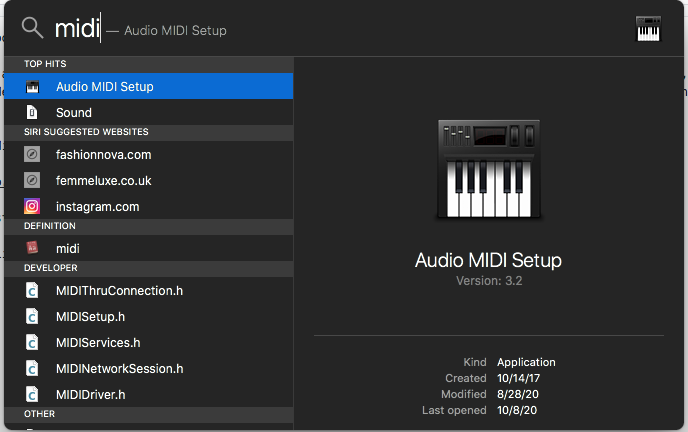 midi — Audio MIDI Setup
TOP HITS
Audio MIDI Setup
Sound
SIRI SUGGESTED WEBSITES
fashionnova.com
femmeluxe.co.uk
instagram.com
DEFINITION
midi
DEVELOPER
MIDIThruConnection.h
MIDISetup.h
MIDIServices.h
MIDINetworkSession.h
MIDIDriver.h
OTHER
Audio MIDI Setup
Version: 3.2
Kind Application
Created 10/14/17
Modified 8/28/20
Last opened 10/8/20